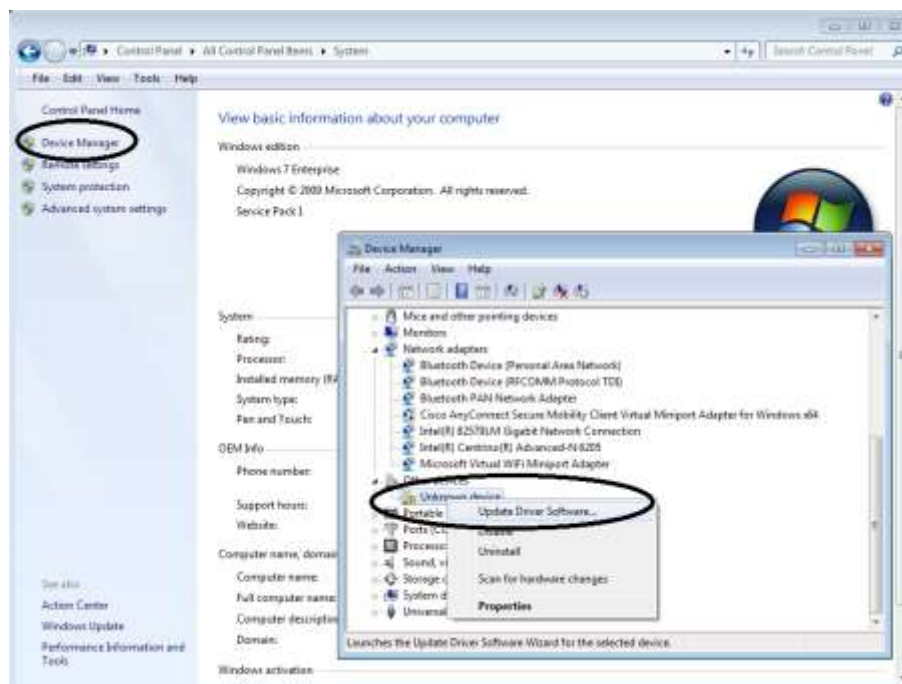 Control Panel ▸ All Control Panel Items ▸ System
Search Control Panel
File Edit View Tools Help
Control Panel Home
Device Manager
Remote settings
System protection
Advanced system settings
See also
Action Center
Windows Update
Performance Information and
Tools
View basic information about your computer
Windows edition
Windows 7 Enterprise
Copyright © 2009 Microsoft Corporation. All rights reserved.
Service Pack 1
System
Rating:
Processor:
Installed memory (RA
System type:
Pen and Touch:
OEM Info
Phone number:
Support hours:
Website:
Computer name, domai
Computer name:
Full computer name:
Computer descriptio
Domain:
Windows activation
Device Manager
File Action View Help
Mice and other pointing devices
Monitors
Network adapters
Bluetooth Device (Personal Area Network)
Bluetooth Device (RFCOMM Protocol TDI)
Bluetooth PAN Network Adapter
Cisco AnyConnect Secure Mobility Client Virtual Miniport Adapter for Windows x64
Intel(R) 82579LM Gigabit Network Connection
Intel(R) Centrino(R) Advanced-N 6205
Microsoft Virtual WiFi Miniport Adapter
Other devices
Unknown device
Portable
Ports (C
Processo
Sound, vi
Storage c
System d
Universal
Update Driver Software...
Disable
Uninstall
Scan for hardware changes
Properties
Launches the Update Driver Software Wizard for the selected device.